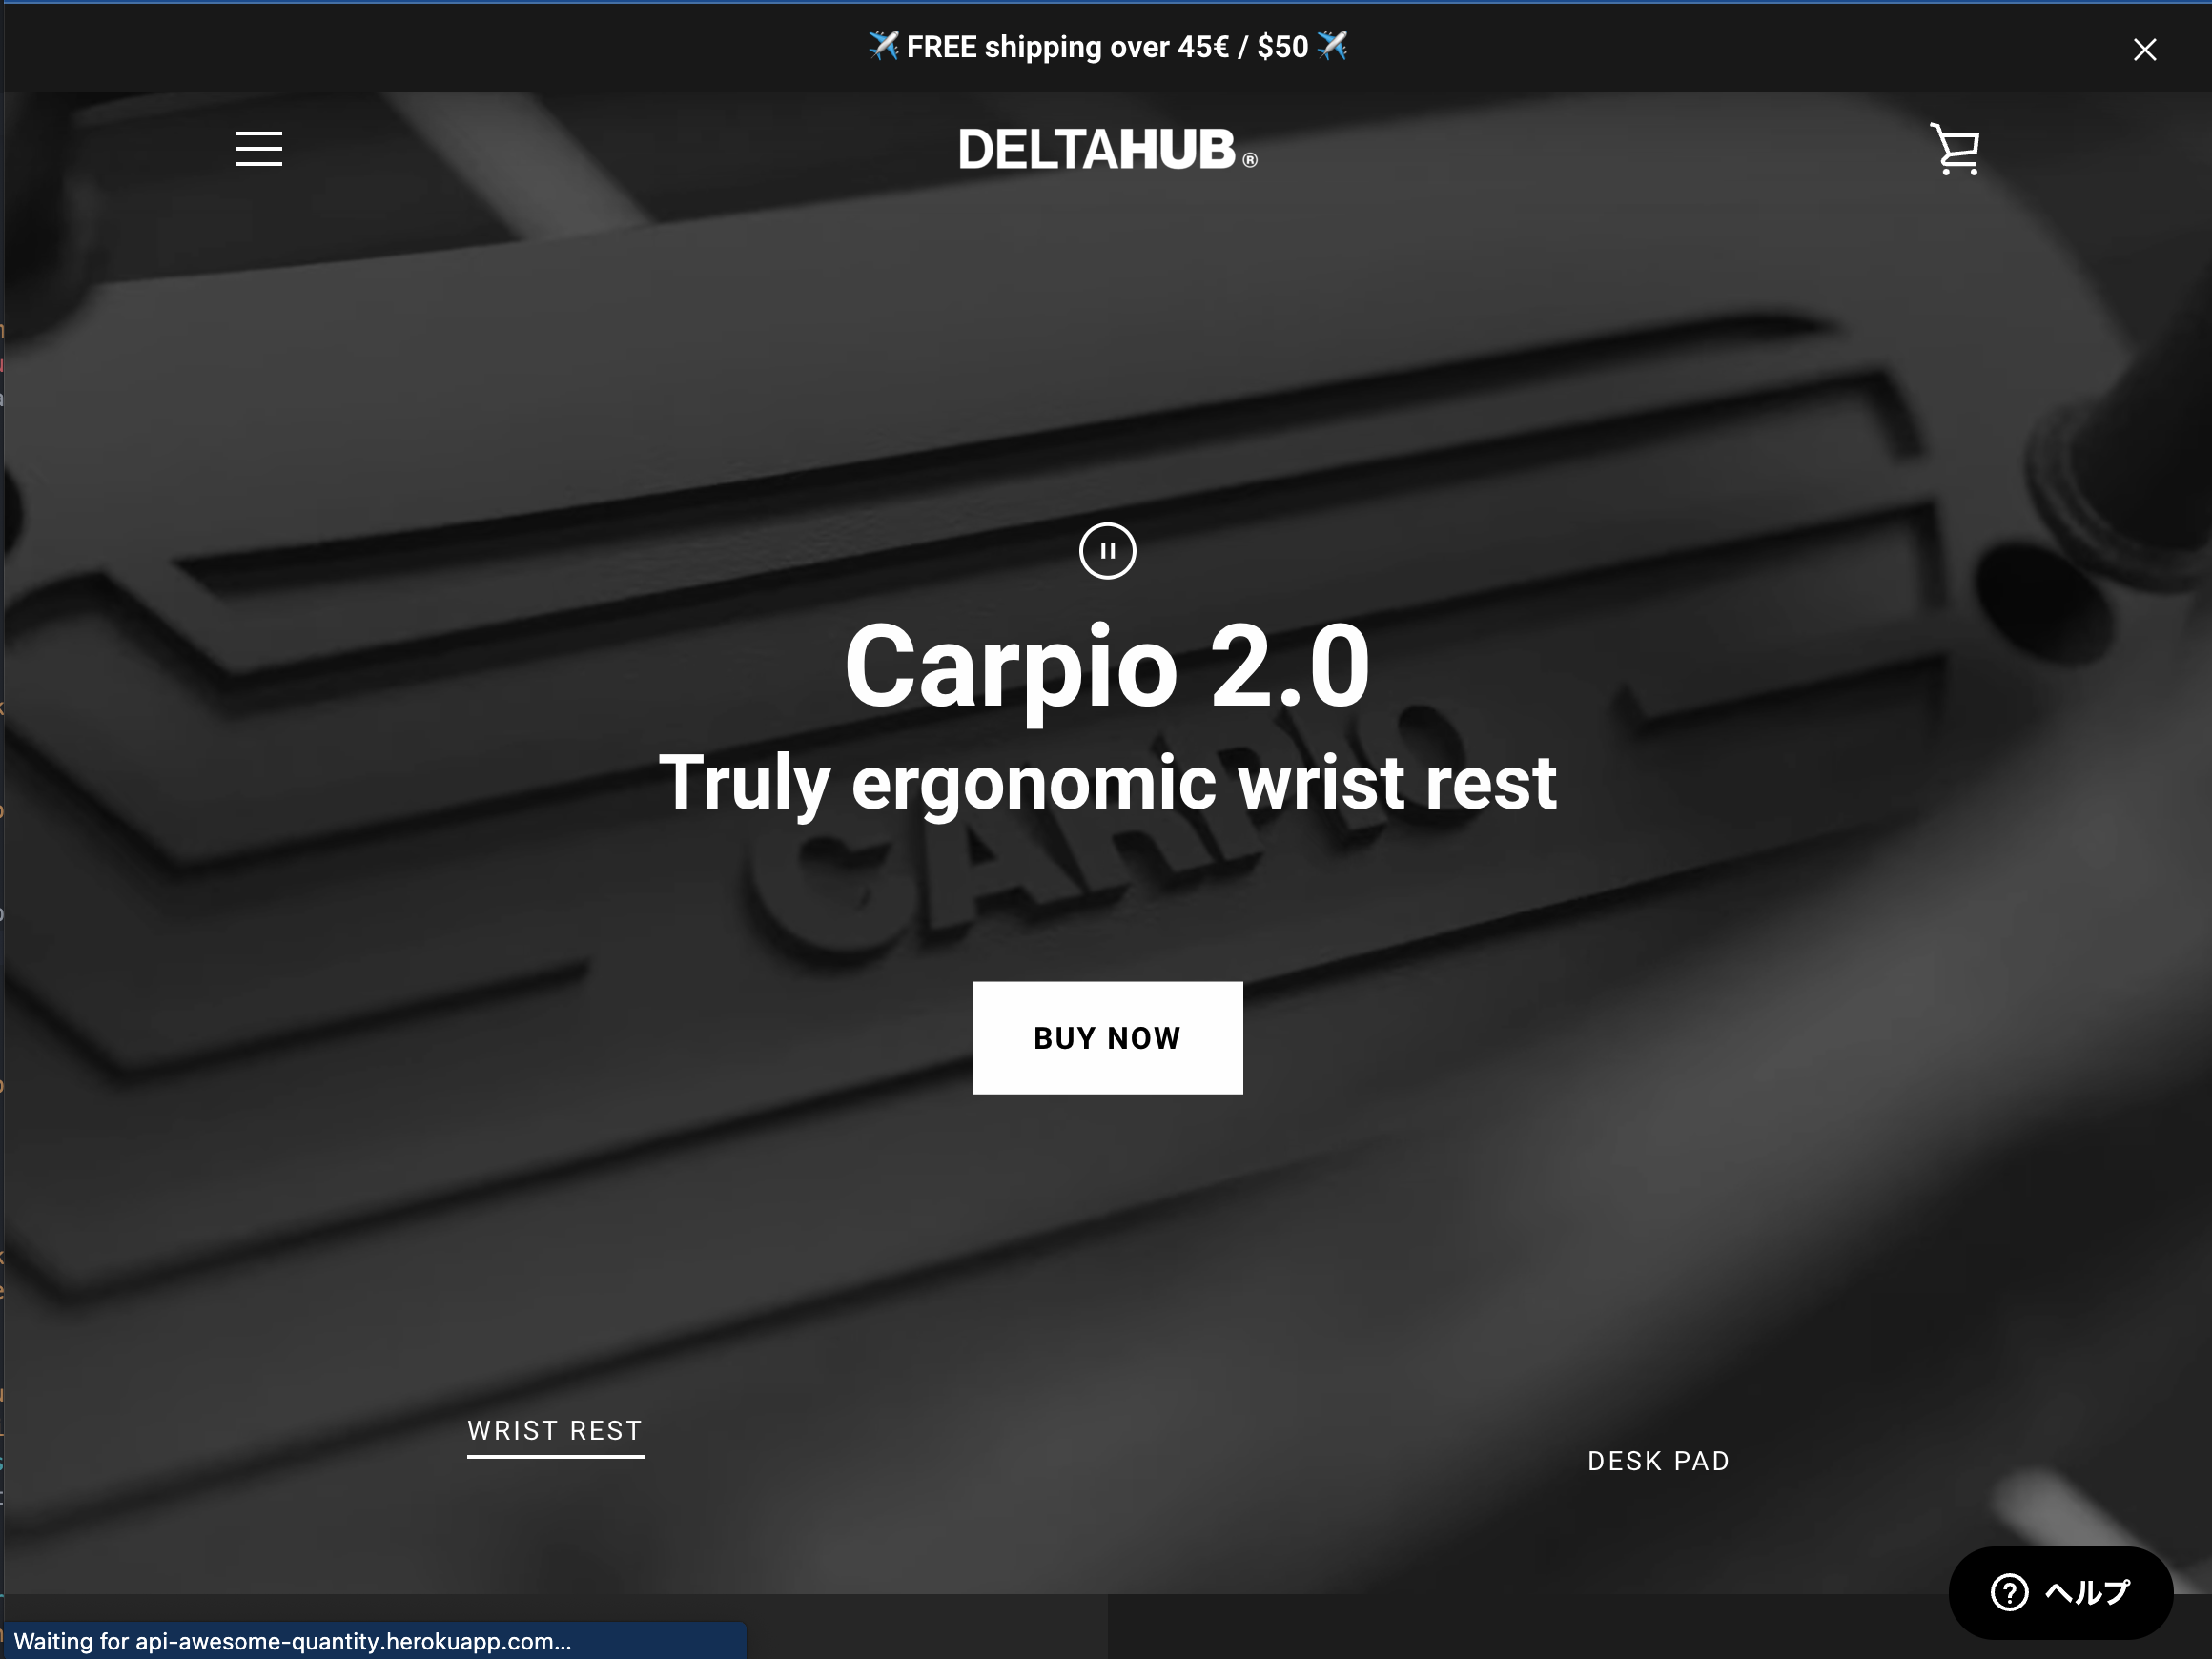 ✈️ FREE shipping over 45€ / $50 ✈️
DELTAHUB®
Carpio 2.0
Truly ergonomic wrist rest
CARPIO
BUY NOW
WRIST REST
DESK PAD
ヘルプ
Waiting for api-awesome-quantity.herokuapp.com...